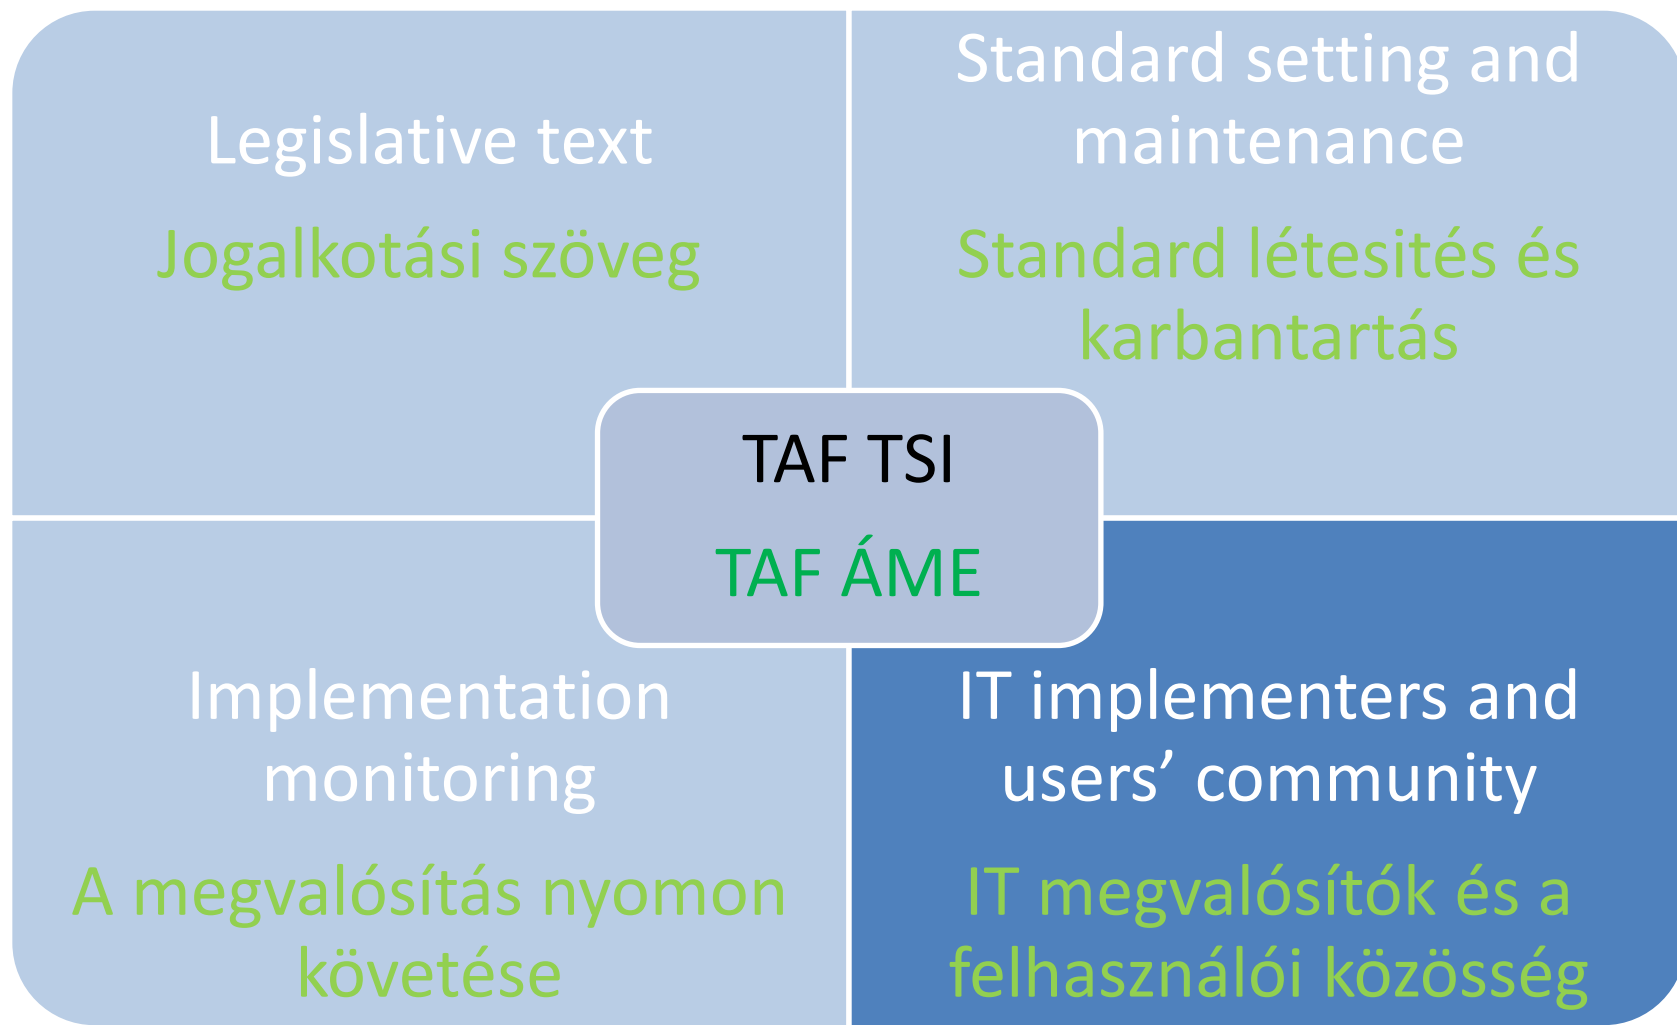 Legislative text
Jogalkotási szöveg
Standard setting and
maintenance
Standard létesités és
karbantartás
TAF TSI
TAF ÁME
Implementation
monitoring
A megvalósítás nyomon
követése
IT implementers and
users’ community
IT megvalósítók és a
felhasználói közösség